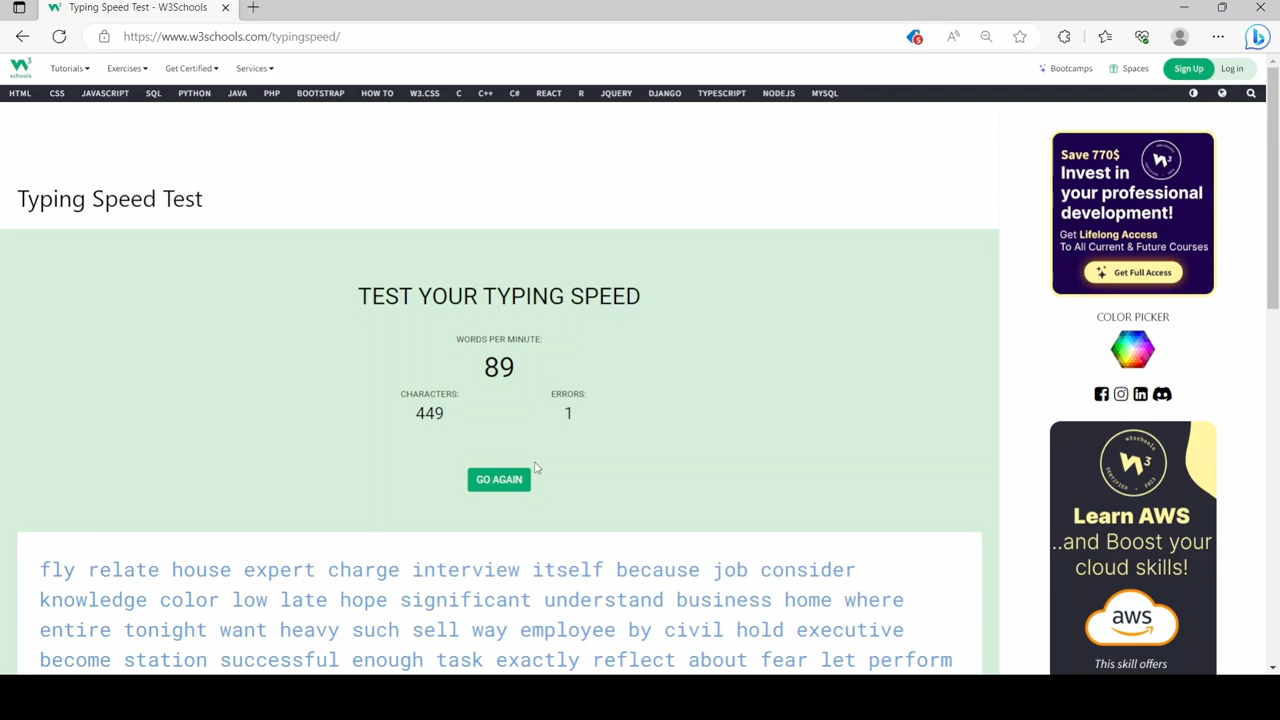 Typing Speed Test - W3Schools
https://www.w3schools.com/typingspeed/
5
b
W3
schools
Tutorials
Exercises
Get Certified
Services
Bootcamps
Spaces
Sign Up
Log in
HTML CSS JAVASCRIPT SQL PYTHON JAVA PHP BOOTSTRAP HOW TO W3.CSS C C++ C# REACT R JQUERY DJANGO TYPESCRIPT NODEJS MYSQL
Typing Speed Test
TEST YOUR TYPING SPEED
WORDS PER MINUTE:
89
CHARACTERS:
449
ERRORS:
1
GO AGAIN
fly relate house expert charge interview itself because job consider
knowledge color low late hope significant understand business home where
entire tonight want heavy such sell way employee by civil hold executive
become station successful enough task exactly reflect about fear let perform
Save 770$
Invest in
your professional
development!
Get Lifelong Access
To All Current & Future Courses
Get Full Access
COLOR PICKER
Learn AWS
..and Boost your
cloud skills!
aws
This skill offers